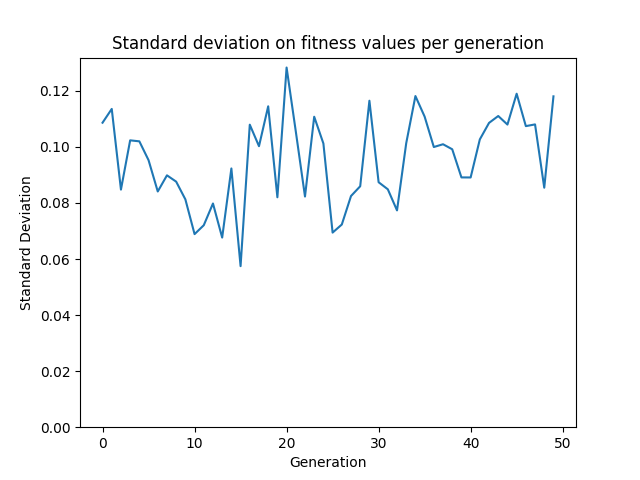 Standard deviation on fitness values per generation
0.12
0.10
0.08
0.06
0.04
0.02
0.00
Standard Deviation
0 10 20 30 40 50
Generation